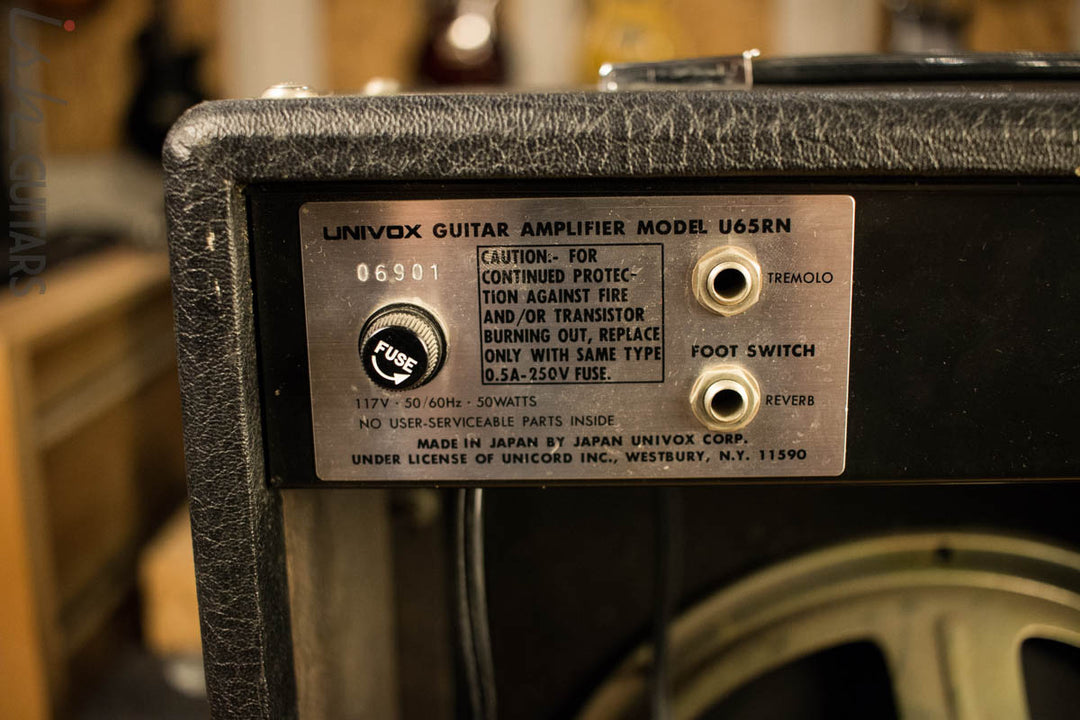 Ish GUITARS
UNIVOX GUITAR AMPLIFIER MODEL U65RN
06901
CAUTION:- FOR
CONTINUED PROTEC-
TION AGAINST FIRE
AND/OR TRANSISTOR
BURNING OUT, REPLACE
ONLY WITH SAME TYPE
0.5A-250V FUSE.
TREMOLO
FUSE
FOOT SWITCH
REVERB
117V · 50/60Hz · 50WATTS
NO USER-SERVICEABLE PARTS INSIDE
MADE IN JAPAN BY JAPAN UNIVOX CORP.
UNDER LICENSE OF UNICORD INC., WESTBURY, N.Y. 11590